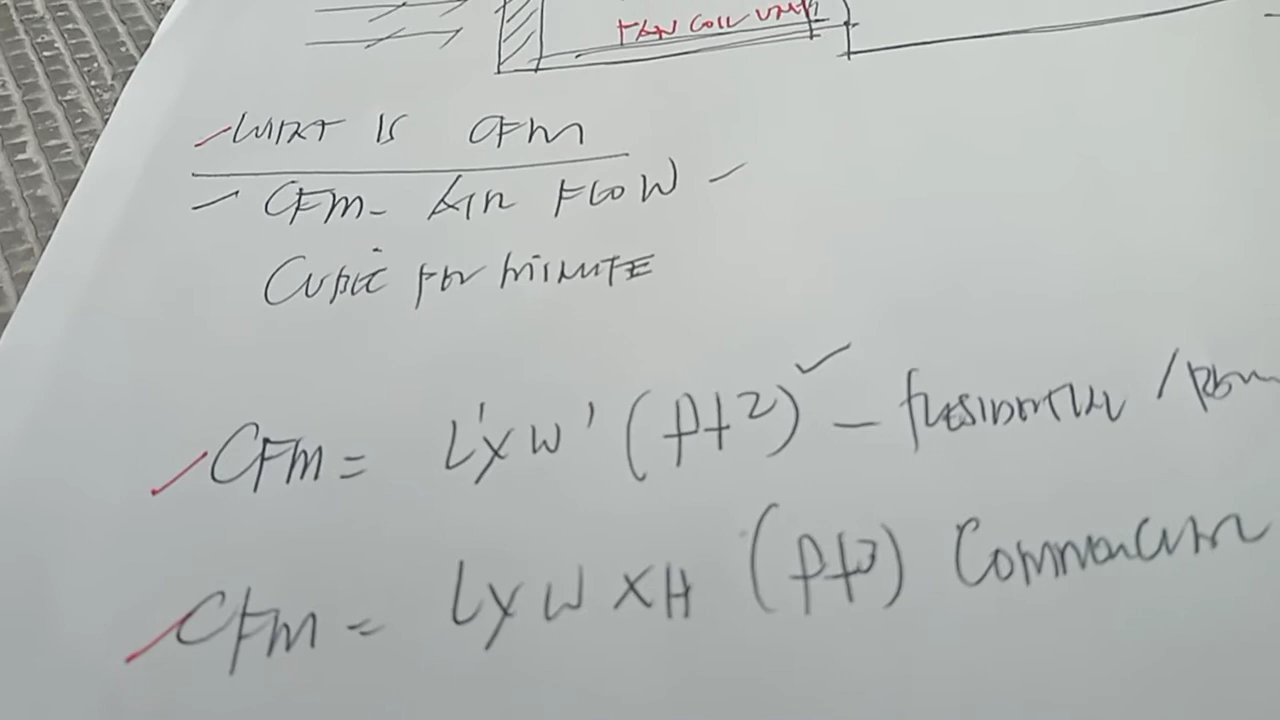 FAN COIL UNIT
WHAT IS CFM
- CFM - AIR FLOW -
CUBIC FOR MINUTE
CFM = L'XW' (ft2) - RESIDENTIAL /
CFM = LXWXH (ft3) COMMERCIAL